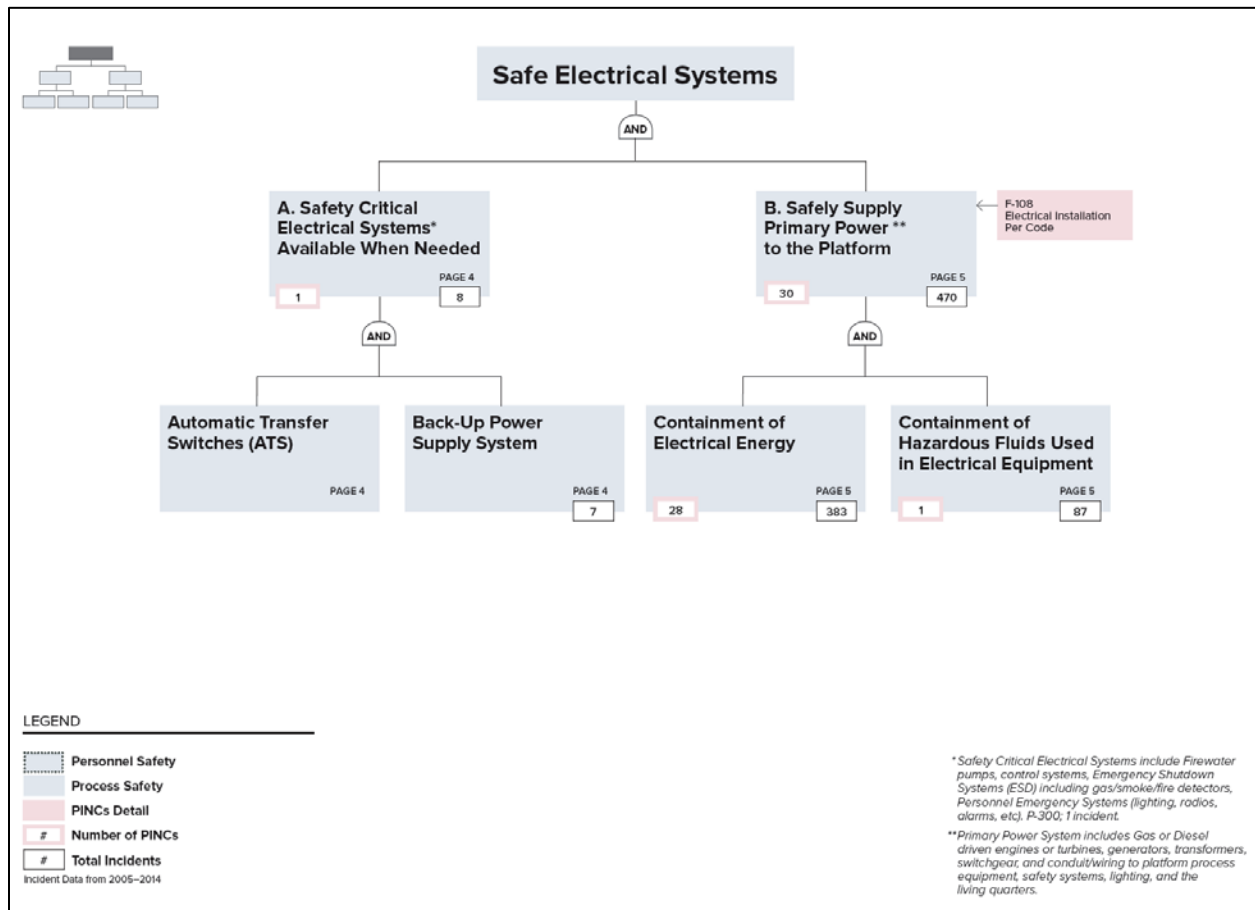 Safe Electrical Systems
AND
A. Safety Critical
Electrical Systems*
Available When Needed
PAGE 4
1
8
B. Safely Supply
Primary Power **
to the Platform
PAGE 5
30
470
F-108
Electrical Installation
Per Code
AND
AND
Automatic Transfer
Switches (ATS)
PAGE 4
Back-Up Power
Supply System
PAGE 4
7
Containment of
Electrical Energy
PAGE 5
28
383
Containment of
Hazardous Fluids Used
in Electrical Equipment
PAGE 5
1
87
LEGEND
Personnel Safety
Process Safety
PINCs Detail
# Number of PINCs
# Total Incidents
Incident Data from 2005–2014
* Safety Critical Electrical Systems include Firewater
pumps, control systems, Emergency Shutdown
Systems (ESD) including gas/smoke/fire detectors,
Personnel Emergency Systems (lighting, radios,
alarms, etc). P-300; 1 incident.
**Primary Power System includes Gas or Diesel
driven engines or turbines, generators, transformers,
switchgear, and conduit/wiring to platform process
equipment, safety systems, lighting, and the
living quarters.